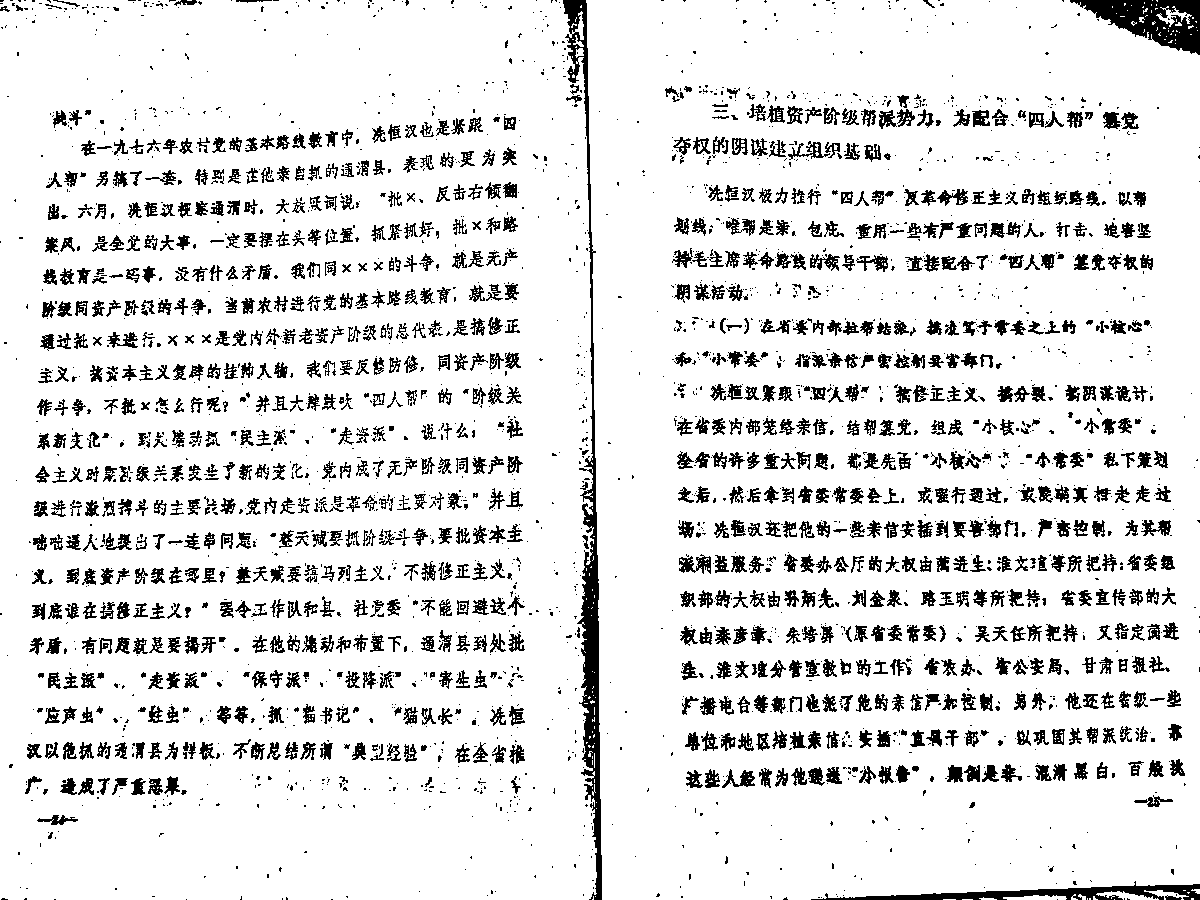 战斗”。
在一九七六年农村党的基本路线教育中，冼恒汉也是紧跟“四
人帮”另搞了一套，特别是在他亲自抓的通渭县，表现的更为突
出。六月，冼恒汉视察通渭时，大放厥词说：“批×、反击右倾翻
案风，是全党的大事，一定要摆在头等位置，抓紧抓好；批×和路
线教育是一码事，没有什么矛盾。我们同×××的斗争，就是无产
阶级同资产阶级的斗争，当前农村进行党的基本路线教育，就是要
通过批×来进行。×××是党内外新老资产阶级的总代表，是搞修正
主义，搞资本主义复辟的挂帅人物，我们要反修防修，同资产阶级
作斗争，不批×怎么行呢？”并且大肆鼓吹“四人帮”的“阶级关
系新变化”，到处煽动抓“民主派”、“走资派”。说什么：“社
会主义时期阶级关系发生了新的变化，党内成了无产阶级同资产阶
级进行激烈搏斗的主要战场，党内走资派是革命的主要对象；”并且
咄咄逼人地提出了一连串问题：“整天喊要抓阶级斗争，要批资本主
义，到底资产阶级在哪里？整天喊要搞马列主义，不搞修正主义，
到底谁在搞修正主义？”强令工作队和县、社党委“不能回避这个
矛盾，有问题就是要揭开”。在他的煽动和布置下，通渭县到处批
“民主派”、“走资派”、“保守派”、“投降派”、“寄生虫”、
“应声虫”、“蛀虫”，等等，抓“猫书记”、“猫队长”。冼恒
汉以他抓的通渭县为样板，不断总结所谓“典型经验”，在全省推
广，造成了严重恶果。
—24—
三、培植资产阶级帮派势力，为配合“四人帮”篡党
夺权的阴谋建立组织基础。
冼恒汉极力推行“四人帮”反革命修正主义的组织路线，以帮
划线，唯帮是亲，包庇、重用一些有严重问题的人，打击、迫害坚
持毛主席革命路线的领导干部，直接配合了“四人帮”篡党夺权的
阴谋活动。
（一）在省委内部拉帮结派，搞凌驾于常委之上的“小核心”
和“小常委”，指派亲信严密控制要害部门。
冼恒汉紧跟“四人帮”，搞修正主义、搞分裂、搞阴谋诡计，
在省委内部笼络亲信，结帮篡党，组成“小核心”、“小常委”。
全省的许多重大问题，都是先由“小核心”、“小常委”私下策划
之后，然后拿到省委常委会上，或强行通过，或隐瞒真相走走过
场。冼恒汉还把他的一些亲信安插到要害部门，严密控制，为其帮
派利益服务。省委办公厅的大权由蔺进生、淮文瑄等所把持；省委组
织部的大权由男炳先、刘金泉、路玉明等所把持；省委宣传部的大
权由秦彦章、朱培屏（原省委常委）、吴天任所把持；又指定蔺进
生、淮文瑄分管宣教口的工作；省农办、省公安局、甘肃日报社、
广播电台等部门也派了他的亲信严加控制。另外，他还在省级一些
单位和地区培植亲信，安插“直属干部”，以巩固其帮派统治。靠
这些人经常为他递送“小报告”，颠倒是非，混淆黑白，百般挑
—25—